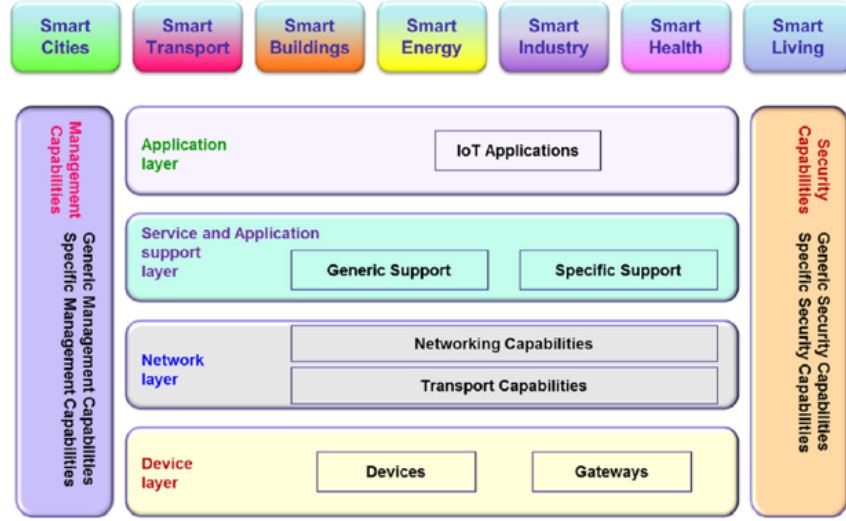 Smart
Cities
Smart
Transport
Smart
Buildings
Smart
Energy
Smart
Industry
Smart
Health
Smart
Living
Management
Capabilities
Generic Management Capabilities
Specific Management Capabilities
Application
layer
IoT Applications
Service and Application
support
layer
Generic Support
Specific Support
Network
layer
Networking Capabilities
Transport Capabilities
Device
layer
Devices
Gateways
Security
Capabilities
Generic Security Capabilities
Specific Security Capabilities